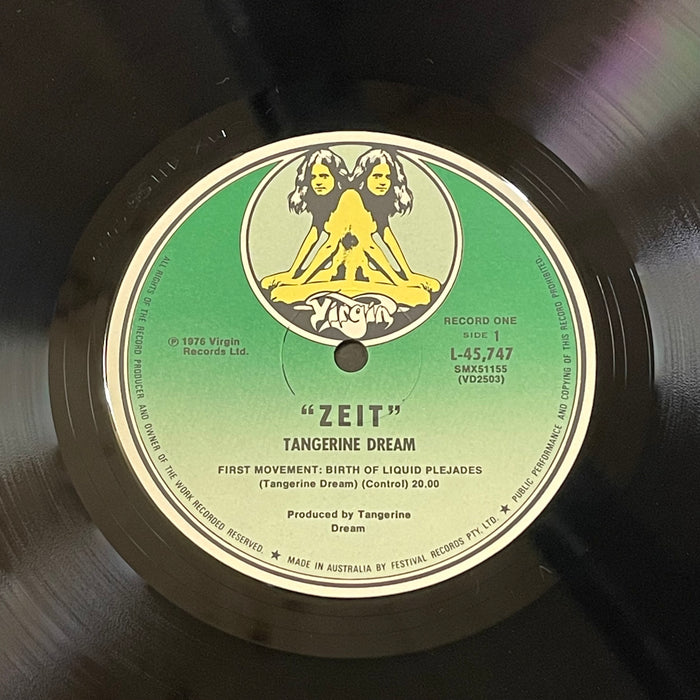 Virgin
RECORD ONE
SIDE 1
L-45,747
SMX51155
(VD2503)
℗ 1976 Virgin
Records Ltd.
"ZEIT"
TANGERINE DREAM
FIRST MOVEMENT: BIRTH OF LIQUID PLEJADES
(Tangerine Dream) (Control) 20.00
Produced by Tangerine
Dream
ALL RIGHTS OF THE RECORD PRODUCER AND OWNER OF THE WORK RECORDED RESERVED. ★ MADE IN AUSTRALIA BY FESTIVAL RECORDS PTY. LTD. ★ PUBLIC PERFORMANCE AND COPYING OF THIS RECORD PROHIBITED.